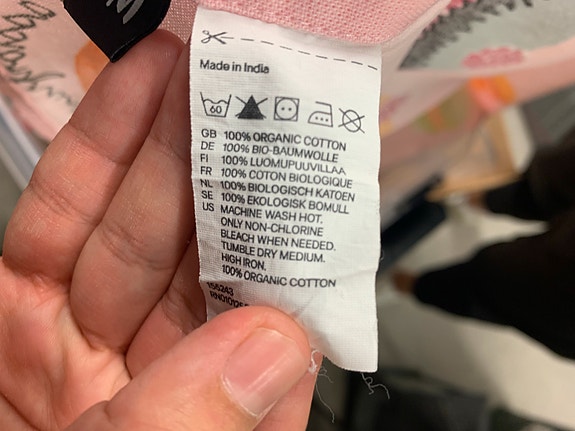 Made in India
60
GB 100% ORGANIC COTTON
DE 100% BIO-BAUMWOLLE
FI 100% LUOMUPUUVILLAA
FR 100% COTON BIOLOGIQUE
NL 100% BIOLOGISCH KATOEN
SE 100% EKOLOGISK BOMULL
US MACHINE WASH HOT.
ONLY NON-CHLORINE
BLEACH WHEN NEEDED.
TUMBLE DRY MEDIUM.
HIGH IRON.
100% ORGANIC COTTON